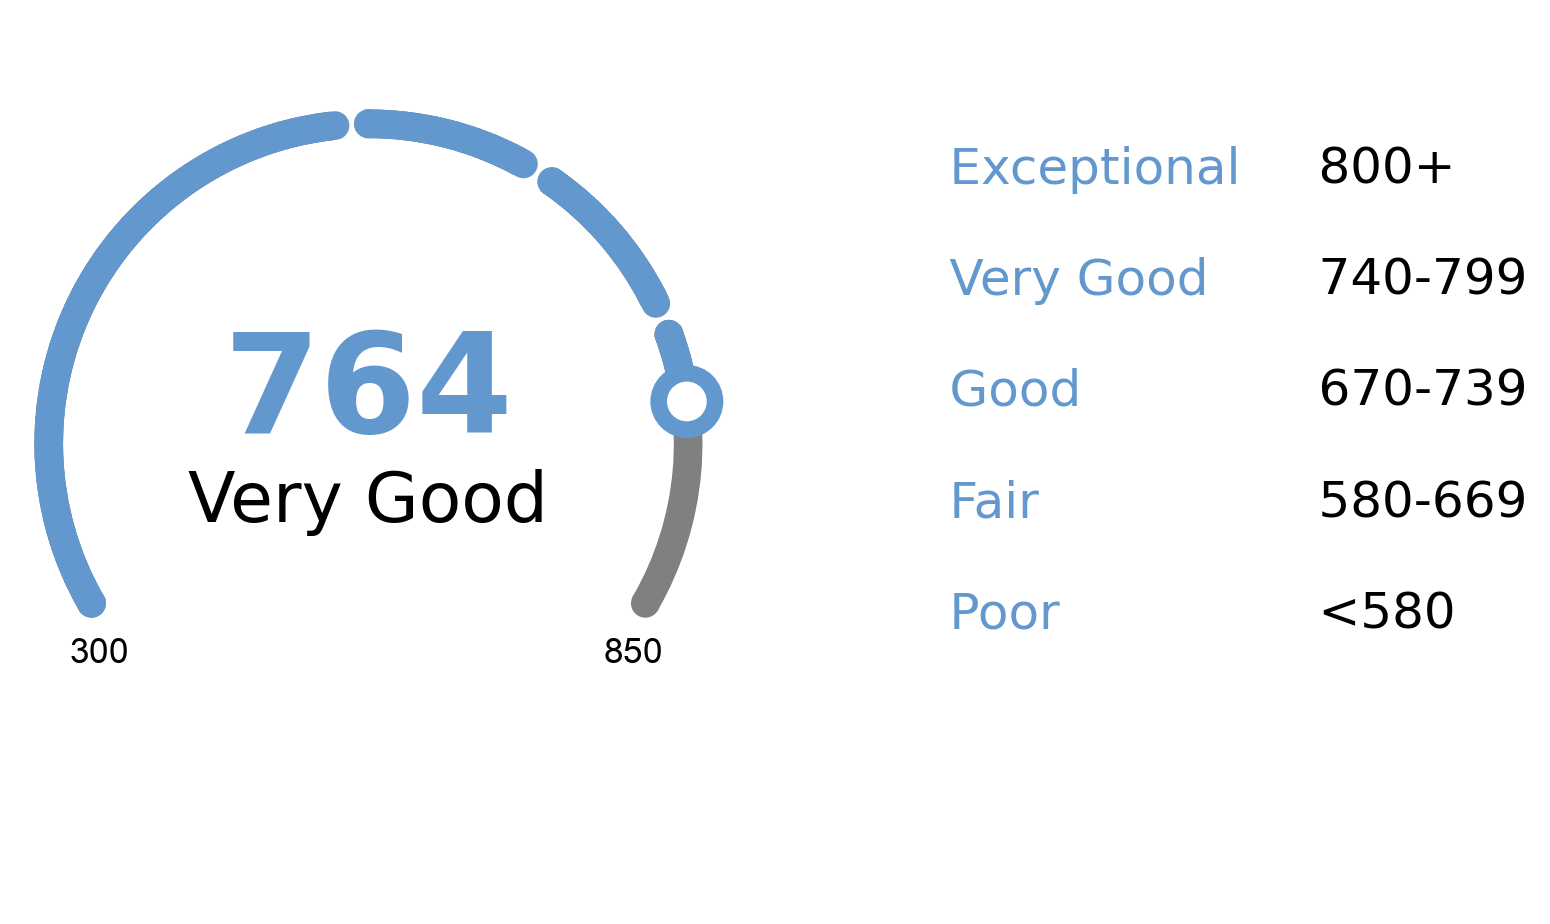 764
Very Good
300
850
Exceptional 800+
Very Good 740-799
Good 670-739
Fair 580-669
Poor <580